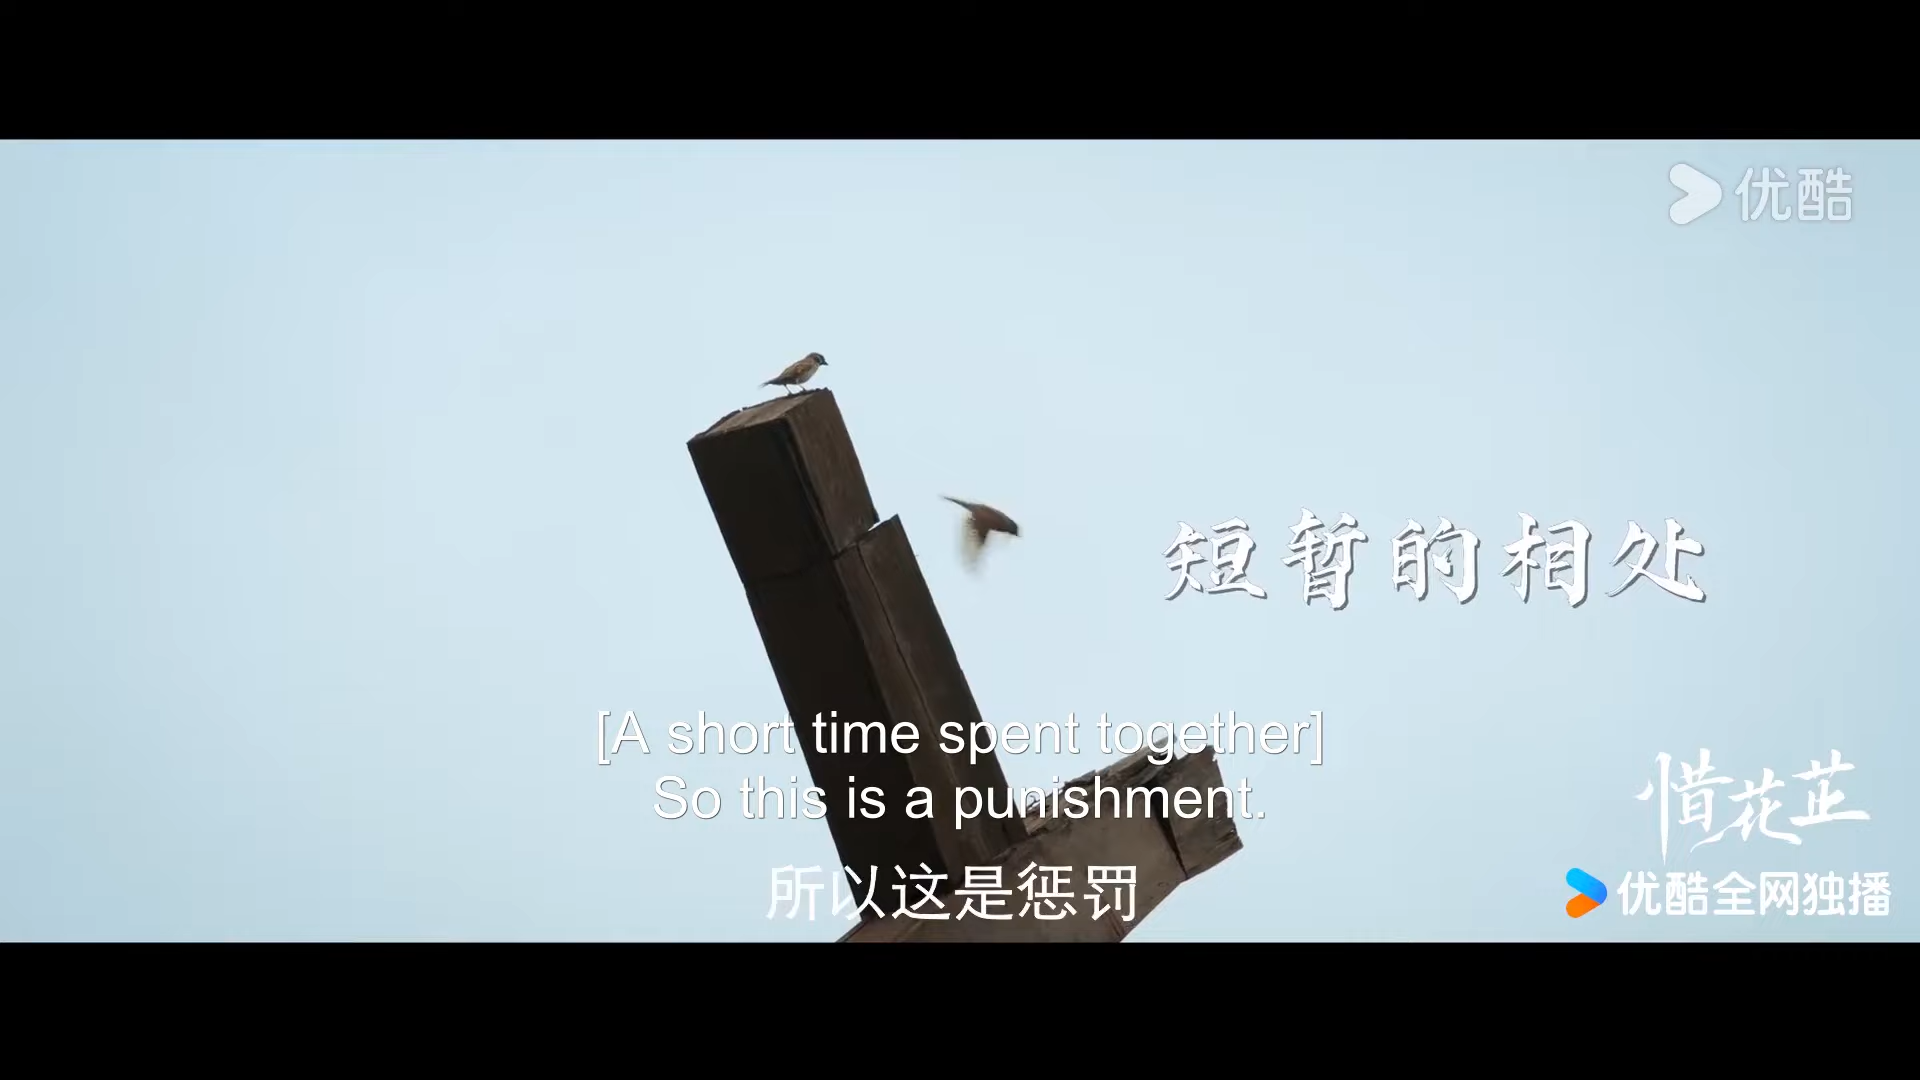 优酷
短暂的相处
[A short time spent together]
So this is a punishment.
惜花芷
所以这是惩罚
优酷全网独播